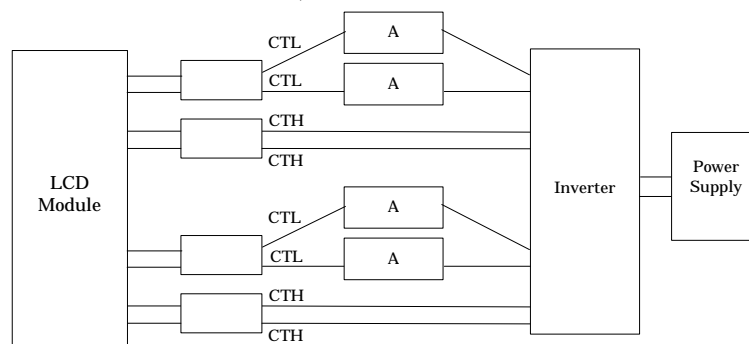 CTL
A
CTL
A
CTH
CTH
LCD
Module
CTL
A
CTL
A
CTH
CTH
Inverter
Power
Supply